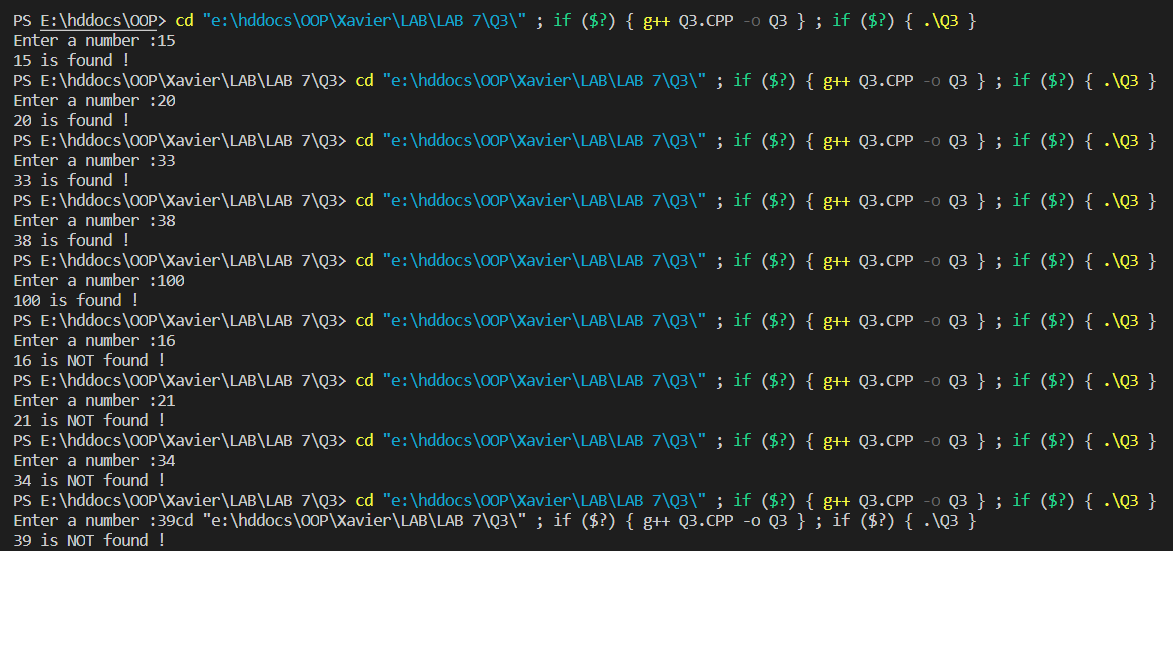 PS E:\hddocs\OOP> cd "e:\hddocs\OOP\Xavier\LAB\LAB 7\Q3\" ; if ($?) { g++ Q3.CPP -o Q3 } ; if ($?) { .\Q3 }
Enter a number :15
15 is found !
PS E:\hddocs\OOP\Xavier\LAB\LAB 7\Q3> cd "e:\hddocs\OOP\Xavier\LAB\LAB 7\Q3\" ; if ($?) { g++ Q3.CPP -o Q3 } ; if ($?) { .\Q3 }
Enter a number :20
20 is found !
PS E:\hddocs\OOP\Xavier\LAB\LAB 7\Q3> cd "e:\hddocs\OOP\Xavier\LAB\LAB 7\Q3\" ; if ($?) { g++ Q3.CPP -o Q3 } ; if ($?) { .\Q3 }
Enter a number :33
33 is found !
PS E:\hddocs\OOP\Xavier\LAB\LAB 7\Q3> cd "e:\hddocs\OOP\Xavier\LAB\LAB 7\Q3\" ; if ($?) { g++ Q3.CPP -o Q3 } ; if ($?) { .\Q3 }
Enter a number :38
38 is found !
PS E:\hddocs\OOP\Xavier\LAB\LAB 7\Q3> cd "e:\hddocs\OOP\Xavier\LAB\LAB 7\Q3\" ; if ($?) { g++ Q3.CPP -o Q3 } ; if ($?) { .\Q3 }
Enter a number :100
100 is found !
PS E:\hddocs\OOP\Xavier\LAB\LAB 7\Q3> cd "e:\hddocs\OOP\Xavier\LAB\LAB 7\Q3\" ; if ($?) { g++ Q3.CPP -o Q3 } ; if ($?) { .\Q3 }
Enter a number :16
16 is NOT found !
PS E:\hddocs\OOP\Xavier\LAB\LAB 7\Q3> cd "e:\hddocs\OOP\Xavier\LAB\LAB 7\Q3\" ; if ($?) { g++ Q3.CPP -o Q3 } ; if ($?) { .\Q3 }
Enter a number :21
21 is NOT found !
PS E:\hddocs\OOP\Xavier\LAB\LAB 7\Q3> cd "e:\hddocs\OOP\Xavier\LAB\LAB 7\Q3\" ; if ($?) { g++ Q3.CPP -o Q3 } ; if ($?) { .\Q3 }
Enter a number :34
34 is NOT found !
PS E:\hddocs\OOP\Xavier\LAB\LAB 7\Q3> cd "e:\hddocs\OOP\Xavier\LAB\LAB 7\Q3\" ; if ($?) { g++ Q3.CPP -o Q3 } ; if ($?) { .\Q3 }
Enter a number :39cd "e:\hddocs\OOP\Xavier\LAB\LAB 7\Q3\" ; if ($?) { g++ Q3.CPP -o Q3 } ; if ($?) { .\Q3 }
39 is NOT found !